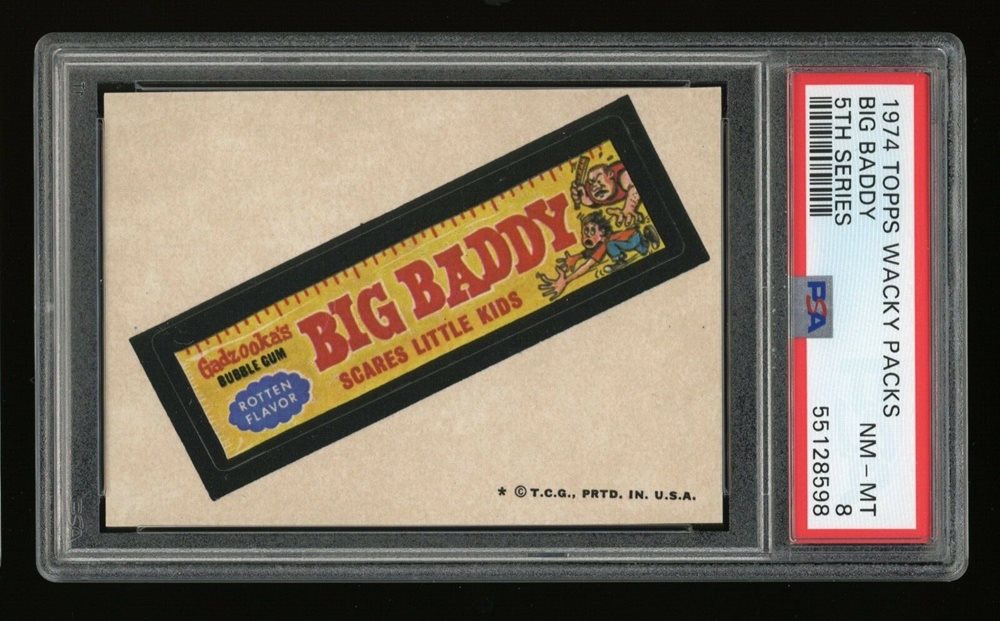 Gadzooka's
BUBBLE GUM
BIG BADDY
SCARES LITTLE KIDS
ROTTEN
FLAVOR
* © T.C.G., PRTD. IN U.S.A.
1974 TOPPS WACKY PACKS
BIG BADDY NM - MT
5TH SERIES 8
55128598
PSA